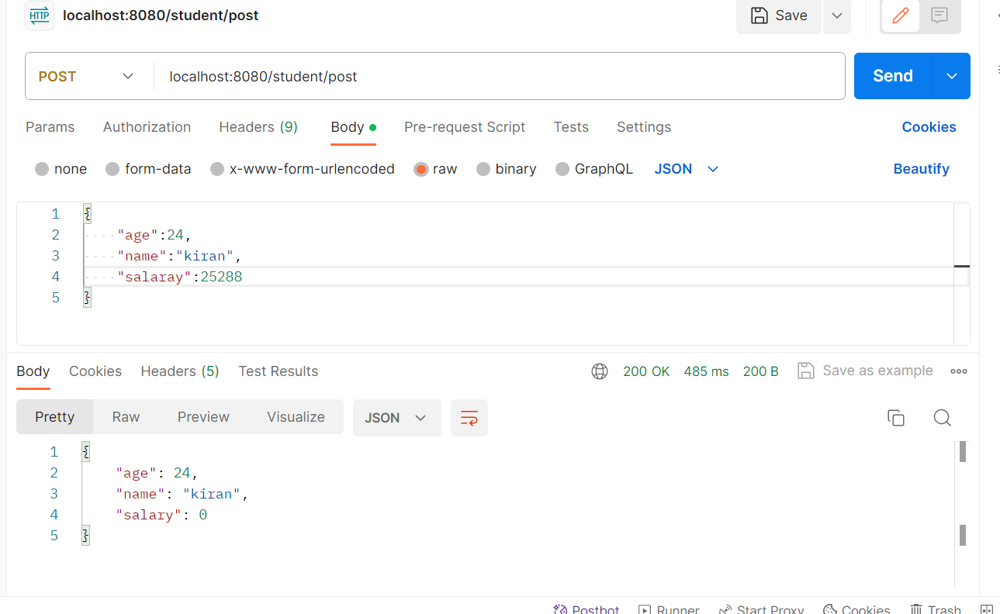 HTTP localhost:8080/student/post Save
POST localhost:8080/student/post Send
Params Authorization Headers (9) Body Pre-request Script Tests Settings Cookies
none form-data x-www-form-urlencoded raw binary GraphQL JSON Beautify
1 {
2 "age":24,
3 "name":"kiran",
4 "salaray":25288
5 }
Body Cookies Headers (5) Test Results 200 OK 485 ms 200 B Save as example
Pretty Raw Preview Visualize JSON
1 {
2 "age": 24,
3 "name": "kiran",
4 "salary": 0
5 }
Postbot Runner Start Proxy Cookies Trash